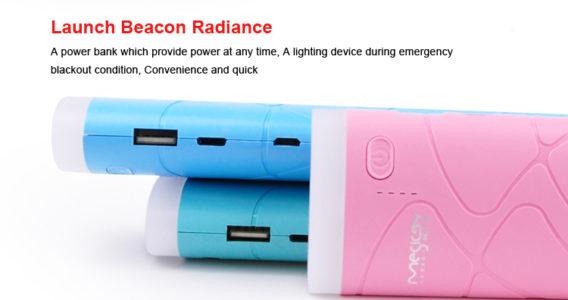 Launch Beacon Radiance
A power bank which provide power at any time, A lighting device during emergency
blackout condition, Convenience and quick